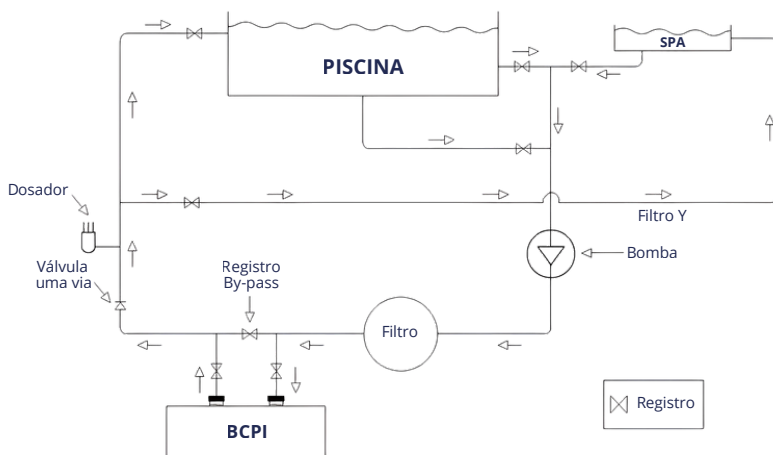 PISCINA
SPA
Dosador
Filtro Y
Bomba
Válvula
uma via
Registro
By-pass
Filtro
Registro
BCPI